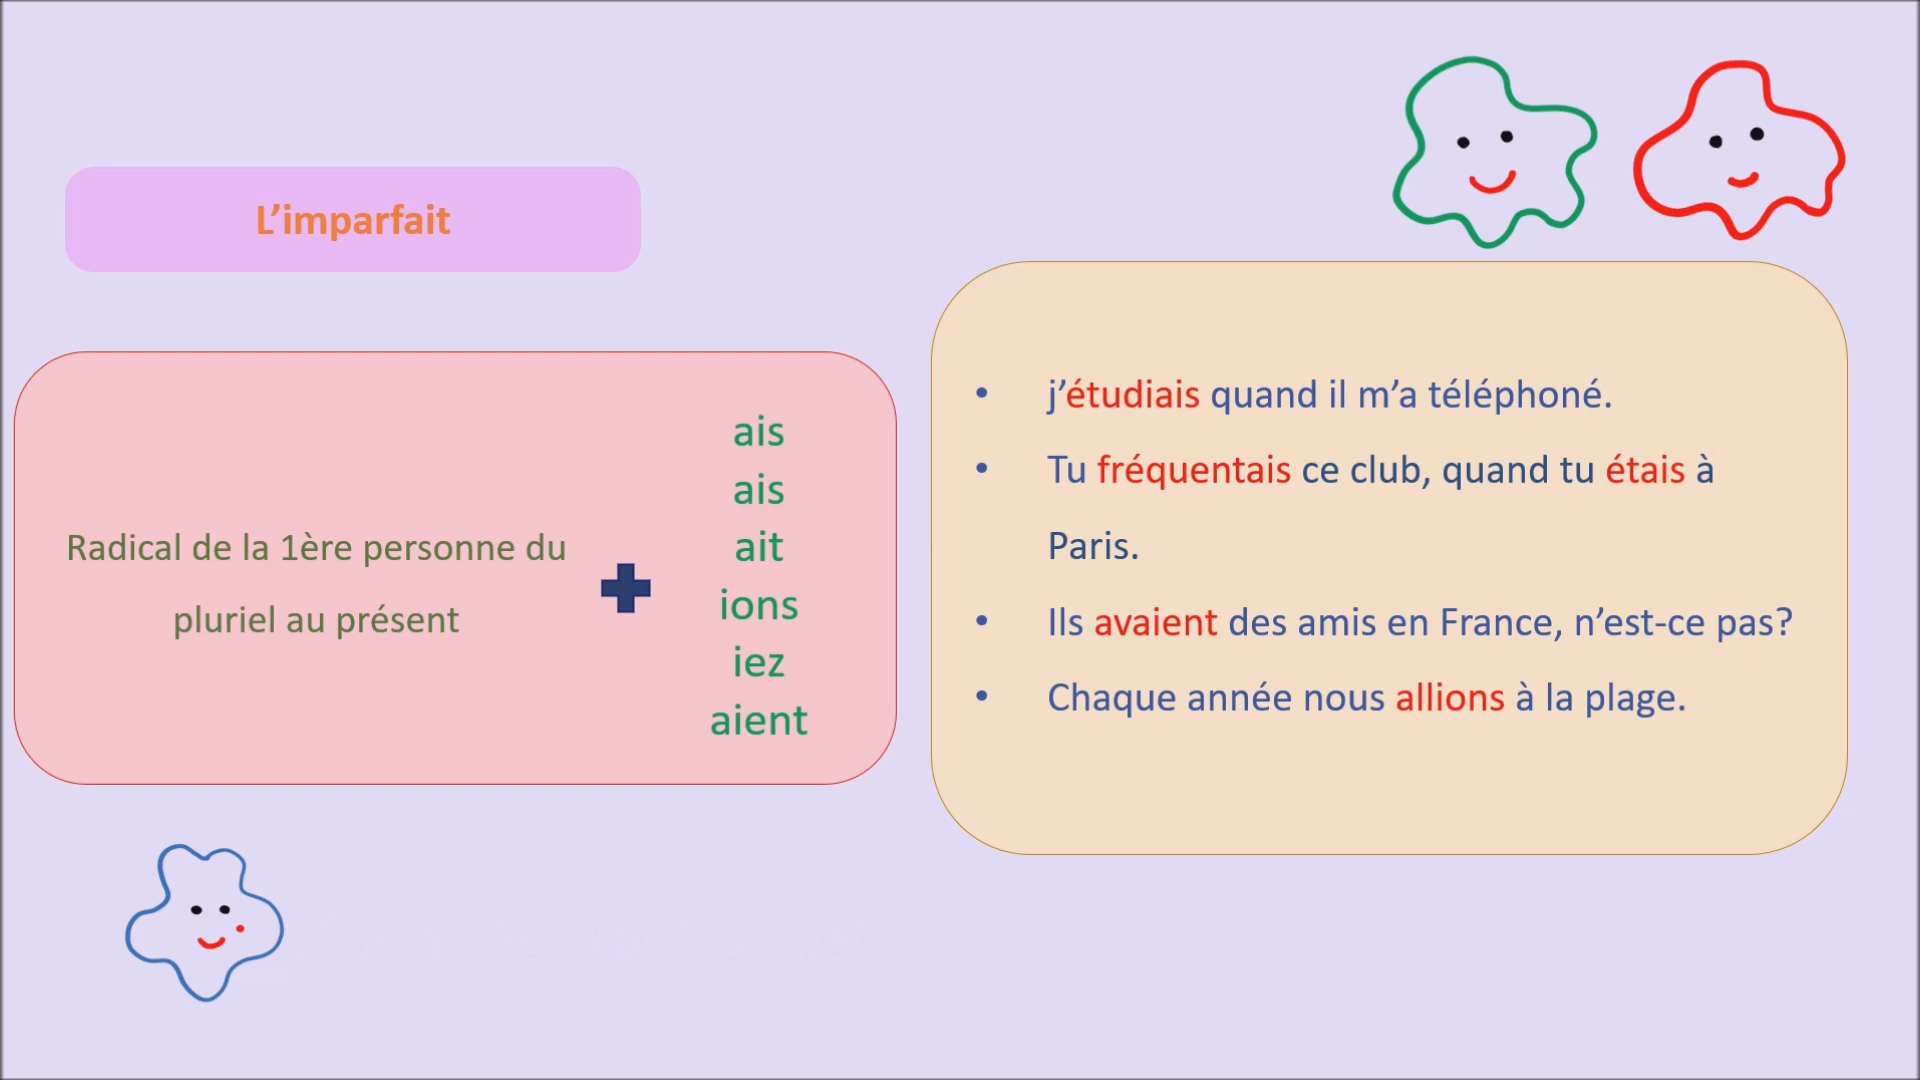 L’imparfait
Radical de la 1ère personne du
pluriel au présent
ais
ais
ait
ions
iez
aient
• j’étudiais quand il m’a téléphoné.
• Tu fréquentais ce club, quand tu étais à
Paris.
• Ils avaient des amis en France, n’est-ce pas?
• Chaque année nous allions à la plage.